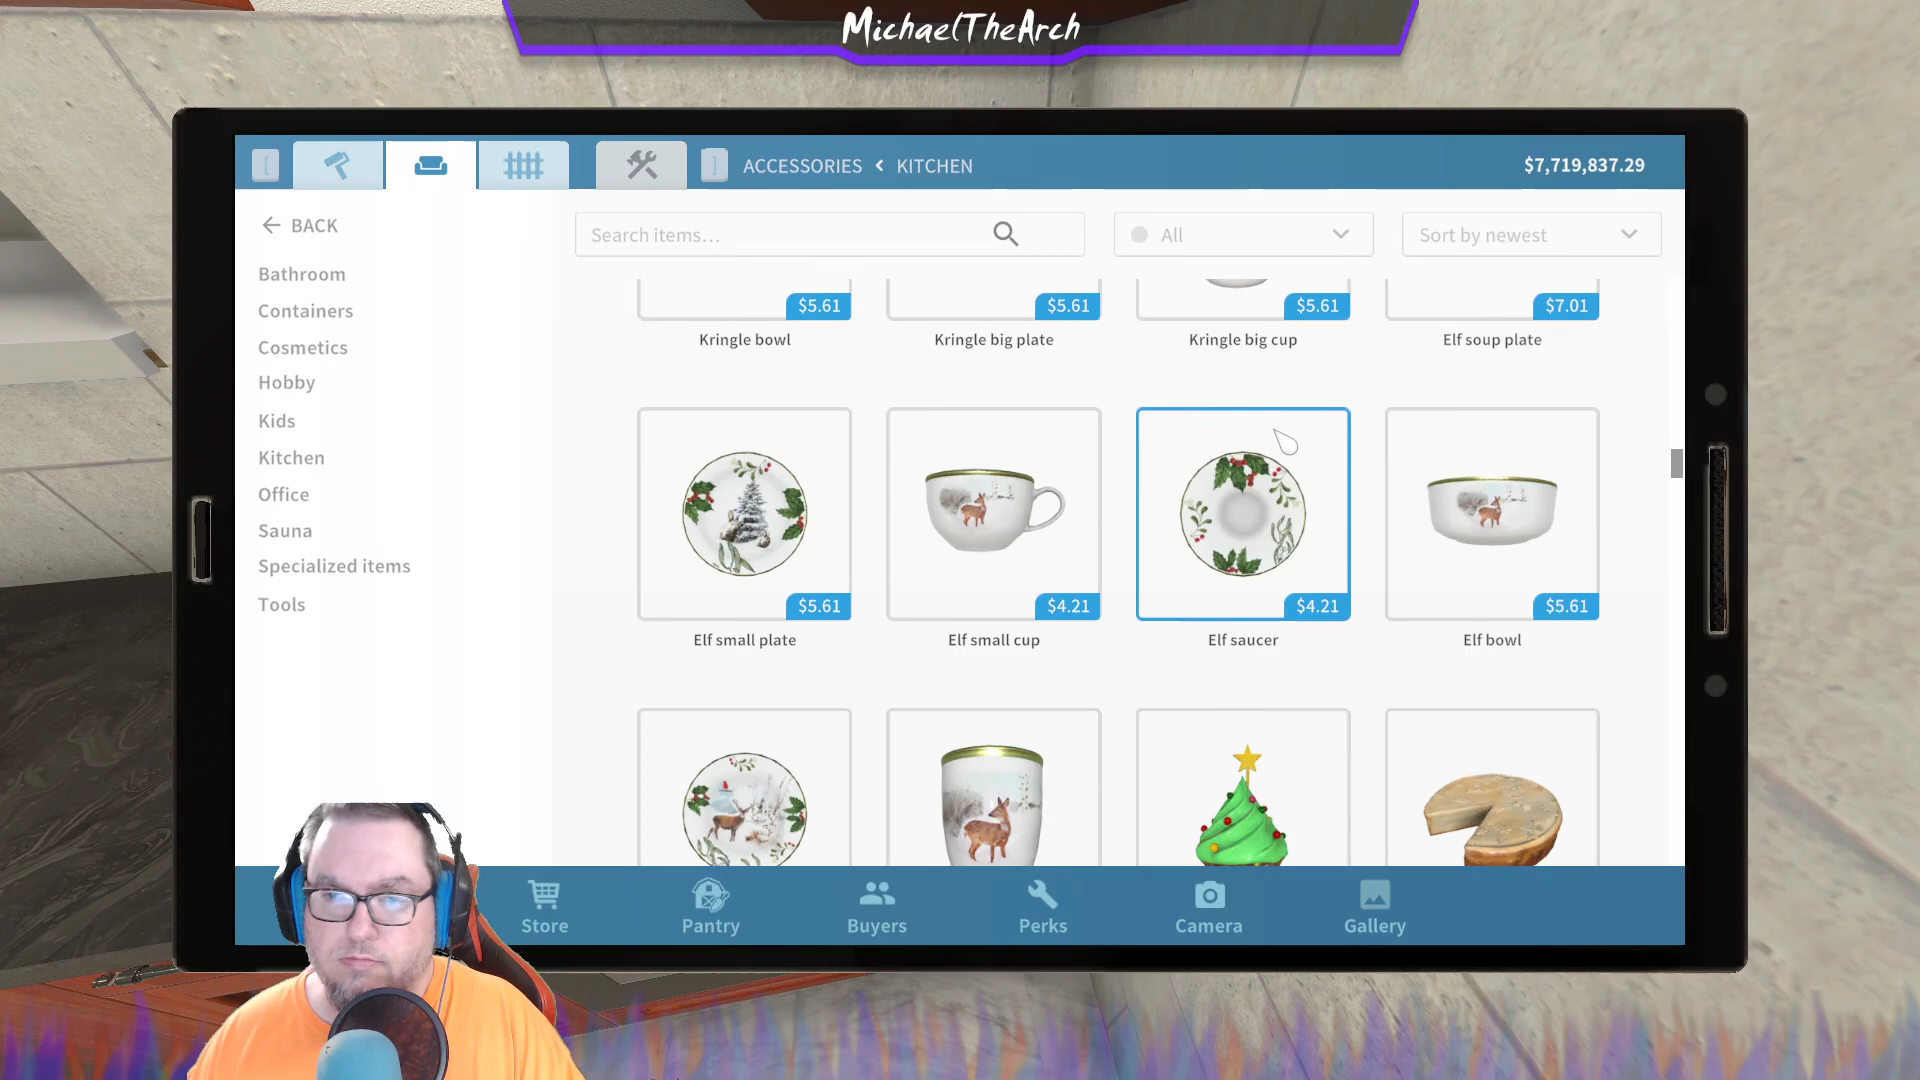 MichaelTheArch
[
]
ACCESSORIES
KITCHEN
$7,719,837.29
BACK
Search items...
All
Sort by newest
Bathroom
Containers
Cosmetics
Hobby
Kids
Kitchen
Office
Sauna
Specialized items
Tools
$5.61
$5.61
$5.61
$7.01
Kringle bowl
Kringle big plate
Kringle big cup
Elf soup plate
$5.61
$4.21
$4.21
$5.61
Elf small plate
Elf small cup
Elf saucer
Elf bowl
Store
Pantry
Buyers
Perks
Camera
Gallery